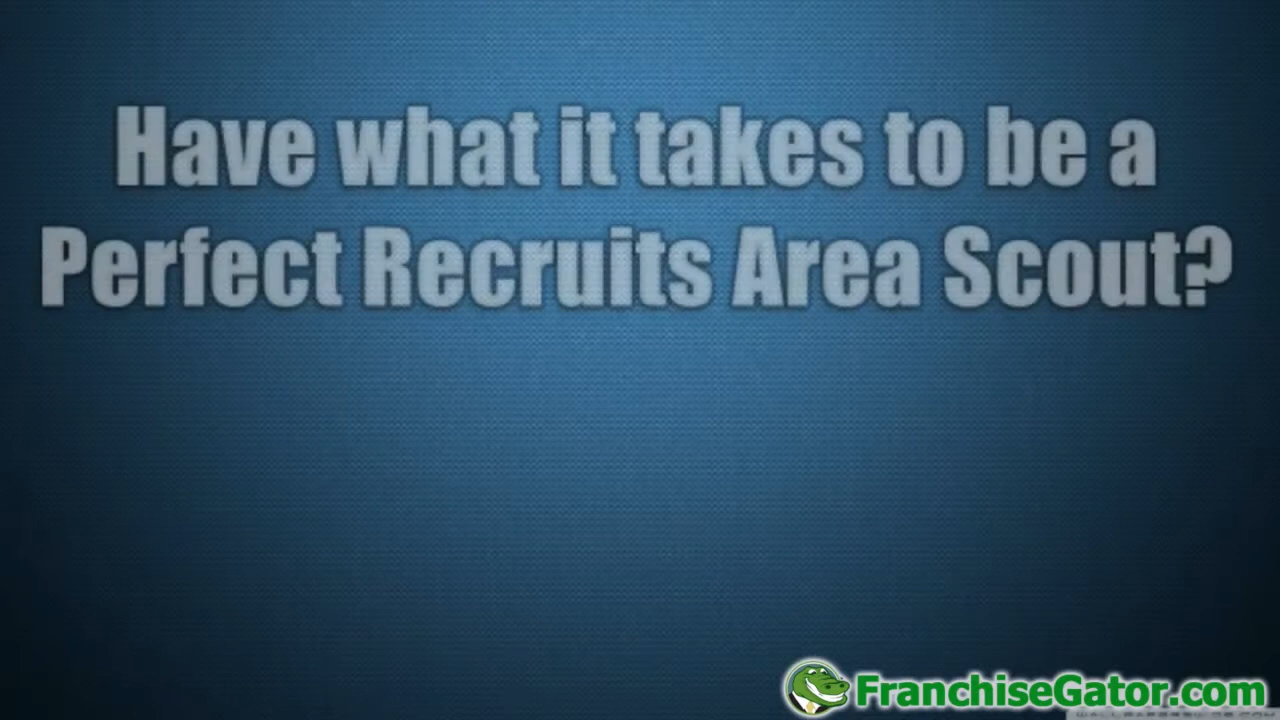 Have what it takes to be a
Perfect Recruits Area Scout?
FranchiseGator.com